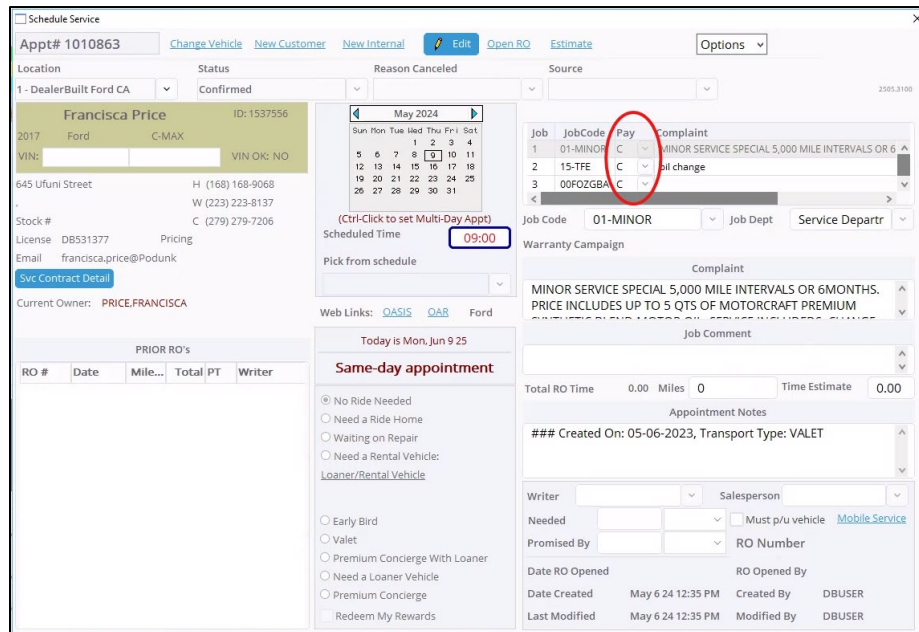 Schedule Service
Appt# 1010863 Change Vehicle New Customer New Internal Edit Open RO Estimate Options
Location Status Reason Canceled Source
1 - DealerBuilt Ford CA Confirmed 2505.3100
Francisca Price ID: 1537556
2017 Ford C-MAX
VIN: VIN OK: NO
645 Ufuni Street H (168) 168-9068
, W (223) 223-8137
Stock # C (279) 279-7206
License DB531377 Pricing
Email francisca.price@Podunk
Svc Contract Detail
Current Owner: PRICE,FRANCISCA
PRIOR RO's
RO # Date Mile... Total PT Writer
May 2024
Sun Mon Tue Wed Thu Fri Sat
1 2 3 4
5 6 7 8 9 10 11
12 13 14 15 16 17 18
19 20 21 22 23 24 25
26 27 28 29 30 31
(Ctrl-Click to set Multi-Day Appt)
Scheduled Time 09:00
Pick from schedule
Web Links: OASIS OAR Ford
Today is Mon, Jun 9 25
Same-day appointment
No Ride Needed
Need a Ride Home
Waiting on Repair
Need a Rental Vehicle:
Loaner/Rental Vehicle
Early Bird
Valet
Premium Concierge With Loaner
Need a Loaner Vehicle
Premium Concierge
Redeem My Rewards
Job JobCode Pay Complaint
1 01-MINOR C MINOR SERVICE SPECIAL 5,000 MILE INTERVALS OR 6
2 15-TFE C oil change
3 00FOZGBA C
Job Code 01-MINOR Job Dept Service Departr
Warranty Campaign
Complaint
MINOR SERVICE SPECIAL 5,000 MILE INTERVALS OR 6MONTHS.
PRICE INCLUDES UP TO 5 QTS OF MOTORCRAFT PREMIUM
Job Comment
Total RO Time 0.00 Miles 0 Time Estimate 0.00
Appointment Notes
### Created On: 05-06-2023, Transport Type: VALET
Writer Salesperson
Needed Must p/u vehicle Mobile Service
Promised By RO Number
Date RO Opened RO Opened By
Date Created May 6 24 12:35 PM Created By DBUSER
Last Modified May 6 24 12:35 PM Modified By DBUSER